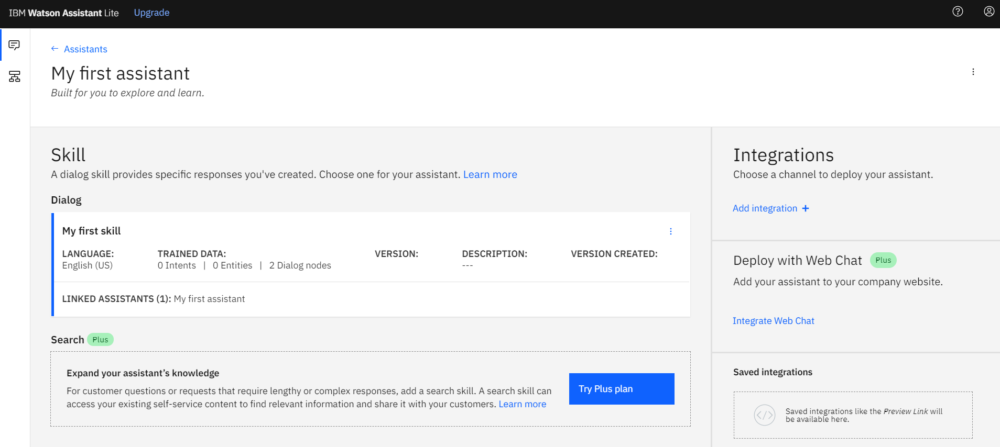 IBM Watson Assistant Lite Upgrade
← Assistants
My first assistant
Built for you to explore and learn.
Skill
A dialog skill provides specific responses you've created. Choose one for your assistant. Learn more
Dialog
My first skill
LANGUAGE: TRAINED DATA: VERSION: DESCRIPTION: VERSION CREATED:
English (US) 0 Intents | 0 Entities | 2 Dialog nodes ---
LINKED ASSISTANTS (1): My first assistant
Search Plus
Expand your assistant’s knowledge
For customer questions or requests that require lengthy or complex responses, add a search skill. A search skill can
access your existing self-service content to find relevant information and share it with your customers. Learn more
Try Plus plan
Integrations
Choose a channel to deploy your assistant.
Add integration +
Deploy with Web Chat Plus
Add your assistant to your company website.
Integrate Web Chat
Saved integrations
Saved integrations like the Preview Link will
be available here.